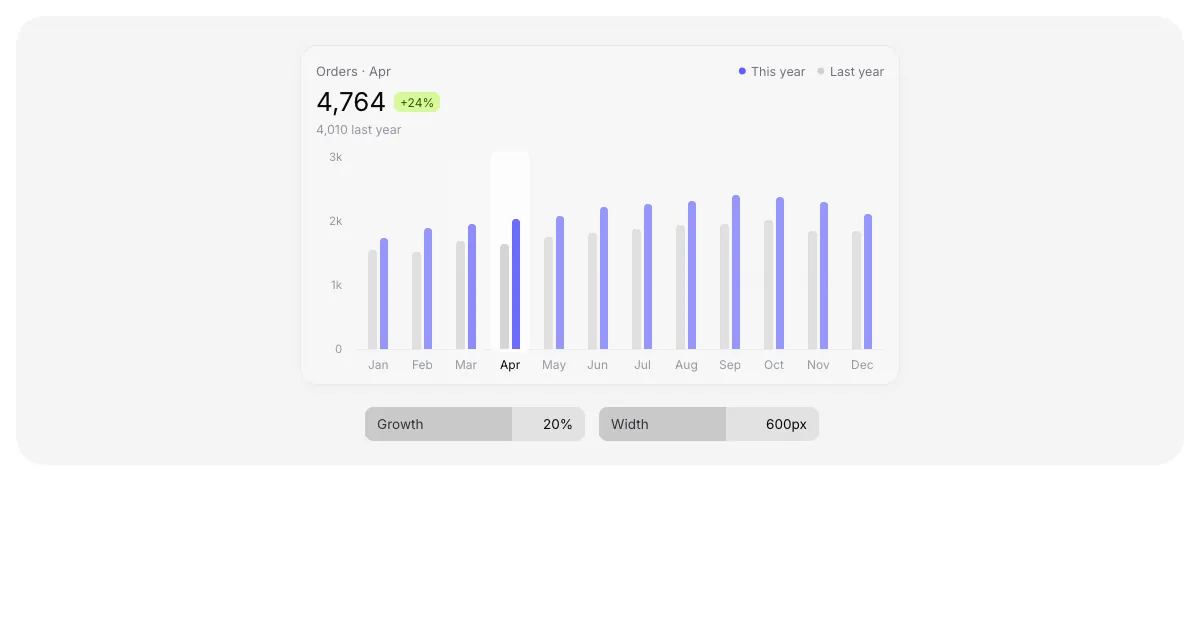 Orders · Apr
This year
Last year
4,764
+24%
4,010 last year
3k
2k
1k
0
Jan Feb Mar Apr May Jun Jul Aug Sep Oct Nov Dec
Growth 20%
Width 600px